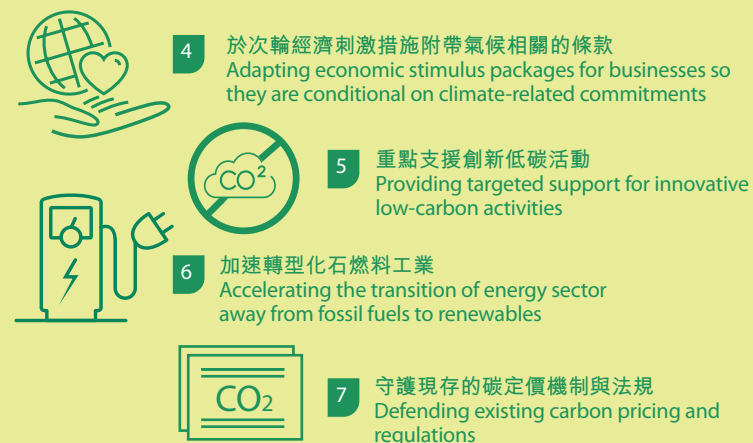 4
於次輪經濟刺激措施附帶氣候相關的條款
Adapting economic stimulus packages for businesses so
they are conditional on climate-related commitments
CO²
5
重點支援創新低碳活動
Providing targeted support for innovative
low-carbon activities
6
加速轉型化石燃料工業
Accelerating the transition of energy sector
away from fossil fuels to renewables
CO2
7
守護現存的碳定價機制與法規
Defending existing carbon pricing and
regulations